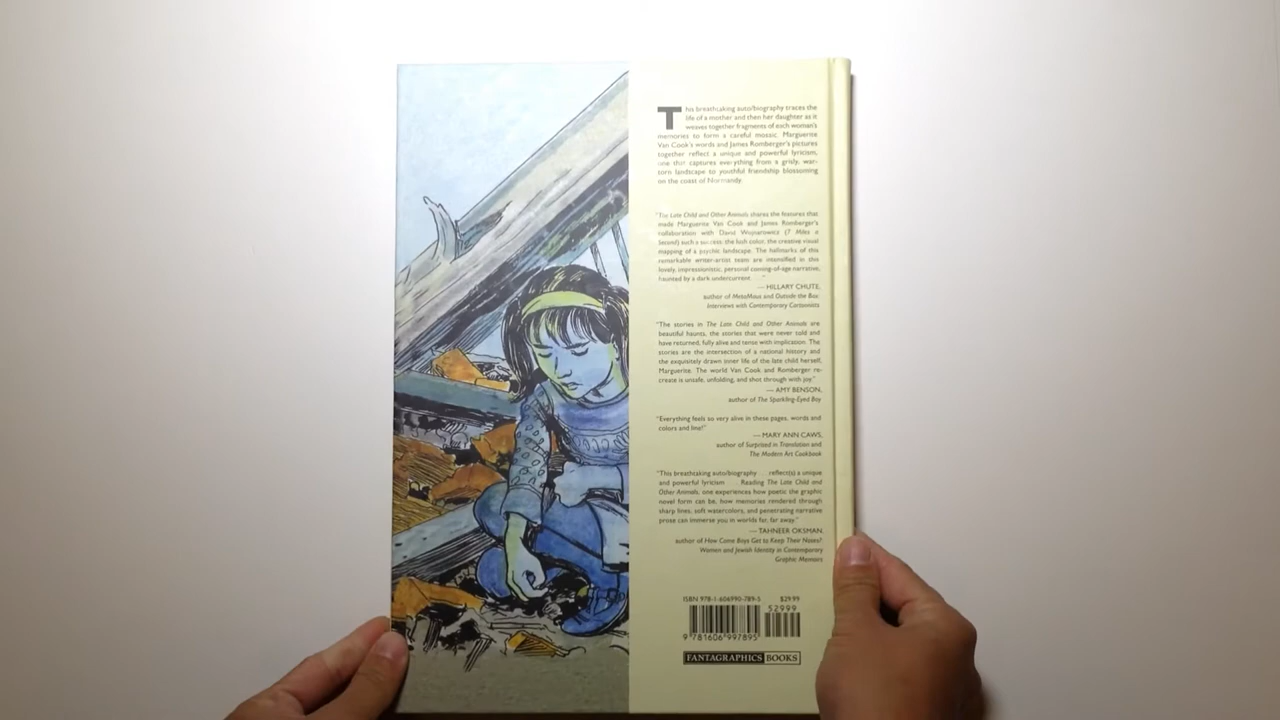 This breathtaking auto/biography traces the
life of a mother and then her daughter as it
weaves together fragments of each woman's
memories to form a careful mosaic. Marguerite
Van Cook's words and James Romberger's pictures
together reflect a unique and powerful lyricism,
one that captures everything from a grisly, war-
torn landscape to youthful friendship blossoming
on the coast of Normandy.
"The Late Child and Other Animals shares the features that
made Marguerite Van Cook and James Romberger's
collaboration with David Wojnarowicz (7 Miles a
Second) such a success: the lush color, the creative visual
mapping of a psychic landscape. The hallmarks of this
remarkable writer-artist team are intensified in this
lovely, impressionistic, personal coming-of-age narrative,
haunted by a dark undercurrent. . . ."
— HILLARY CHUTE,
author of MetaMaus and Outside the Box:
Interviews with Contemporary Cartoonists
"The stories in The Late Child and Other Animals are
beautiful haunts, the stories that were never told and
have returned, fully alive and tense with implication. The
stories are the intersection of a national history and
the exquisitely drawn inner life of the late child herself,
Marguerite. The world Van Cook and Romberger re-
create is unsafe, unfolding, and shot through with joy."
— AMY BENSON,
author of The Sparkling-Eyed Boy
"Everything feels so very alive in these pages, words and
colors and line!"
— MARY ANN CAWS,
author of Surprised in Translation and
The Modern Art Cookbook
"This breathtaking auto/biography . . . reflect(s) a unique
and powerful lyricism . . . . Reading The Late Child and
Other Animals, one experiences how poetic the graphic
novel form can be, how memories rendered through
sharp lines, soft watercolors, and penetrating narrative
prose can immerse you in worlds far, far away."
— TAHNEER OKSMAN,
author of How Come Boys Get to Keep Their Noses?
Women and Jewish Identity in Contemporary
Graphic Memoirs
ISBN 978-1-606990-789-5 $29.99
52999
9 781606 997895
FANTAGRAPHICS BOOKS